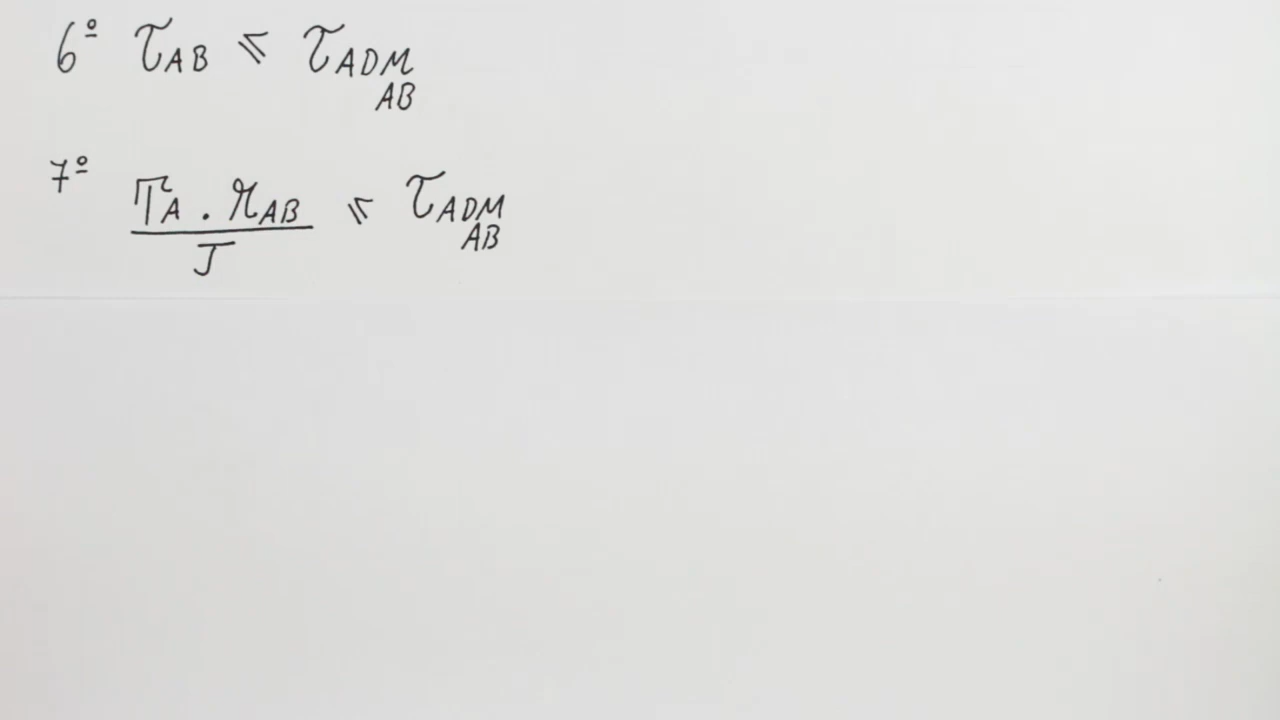 6º τAB ≤ τADM
AB
7º TA . rAB ≤ τADM
J AB